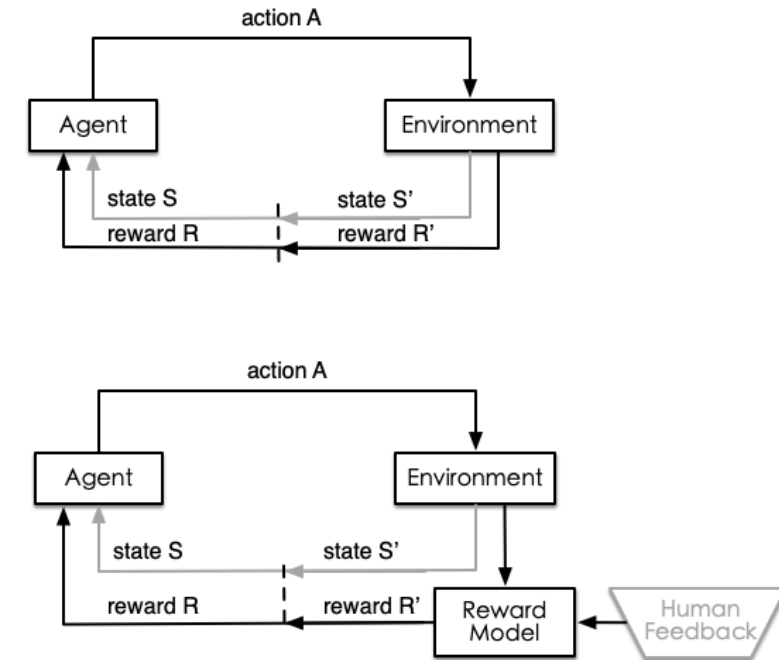 action A
Agent
Environment
state S
state S’
reward R
reward R’
action A
Agent
Environment
state S
state S’
reward R
reward R’
Reward
Model
Human
Feedback